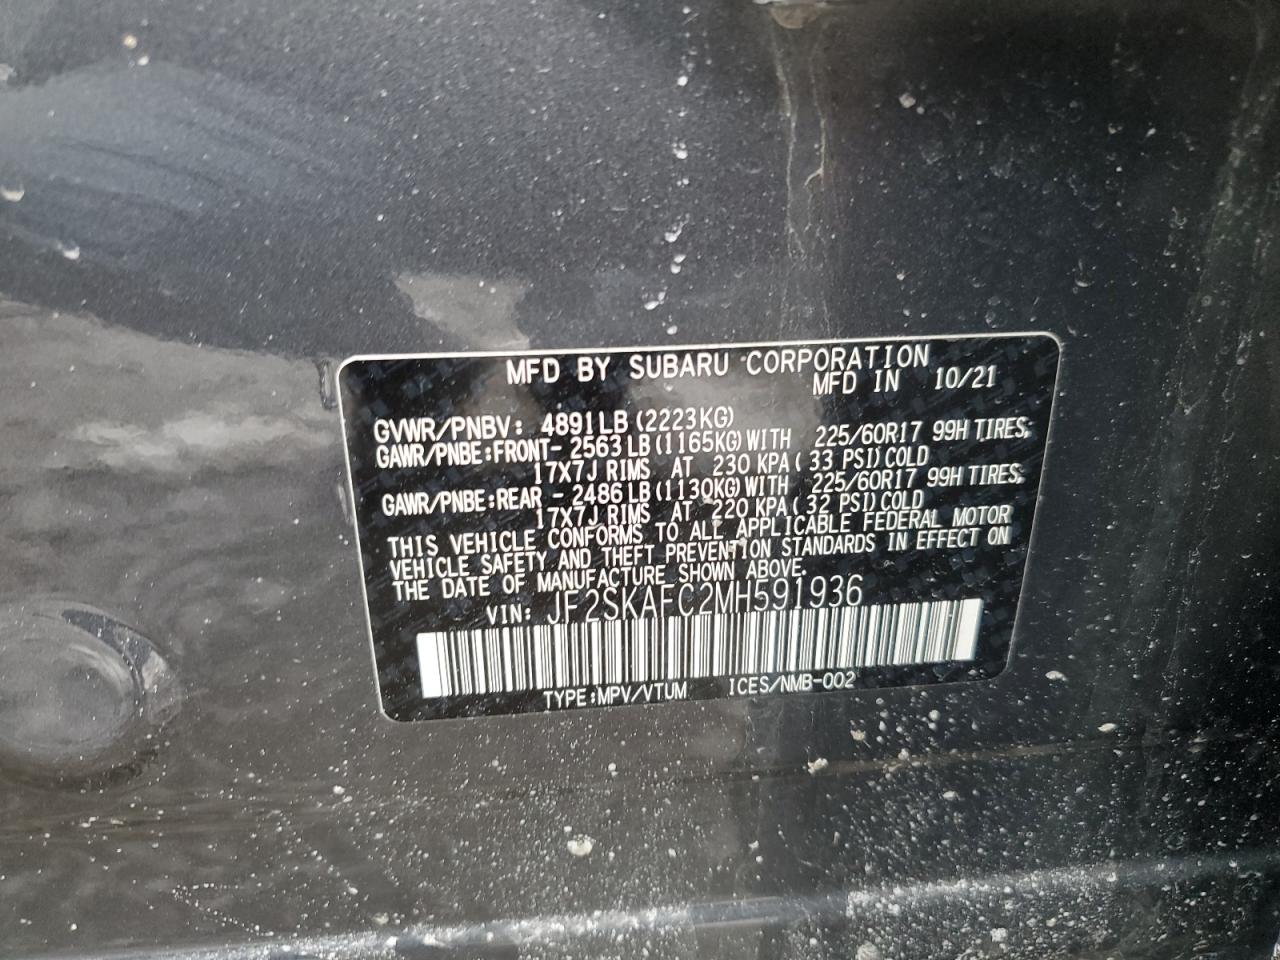 MFD BY SUBARU CORPORATION
MFD IN 10/21
GVWR/PNBV: 4891LB (2223KG)
GAWR/PNBE:FRONT- 2563LB (1165KG) WITH 225/60R17 99H TIRES;
17X7J RIMS AT 230 KPA( 33 PSI) COLD
GAWR/PNBE:REAR - 2486LB (1130KG) WITH 225/60R17 99H TIRES;
17X7J RIMS AT 220 KPA( 32 PSI) COLD
THIS VEHICLE CONFORMS TO ALL APPLICABLE FEDERAL MOTOR
VEHICLE SAFETY AND THEFT PREVENTION STANDARDS IN EFFECT ON
THE DATE OF MANUFACTURE SHOWN ABOVE.
VIN: JF2SKAFC2MH591936
TYPE:MPV/VTUM ICES/NMB-002